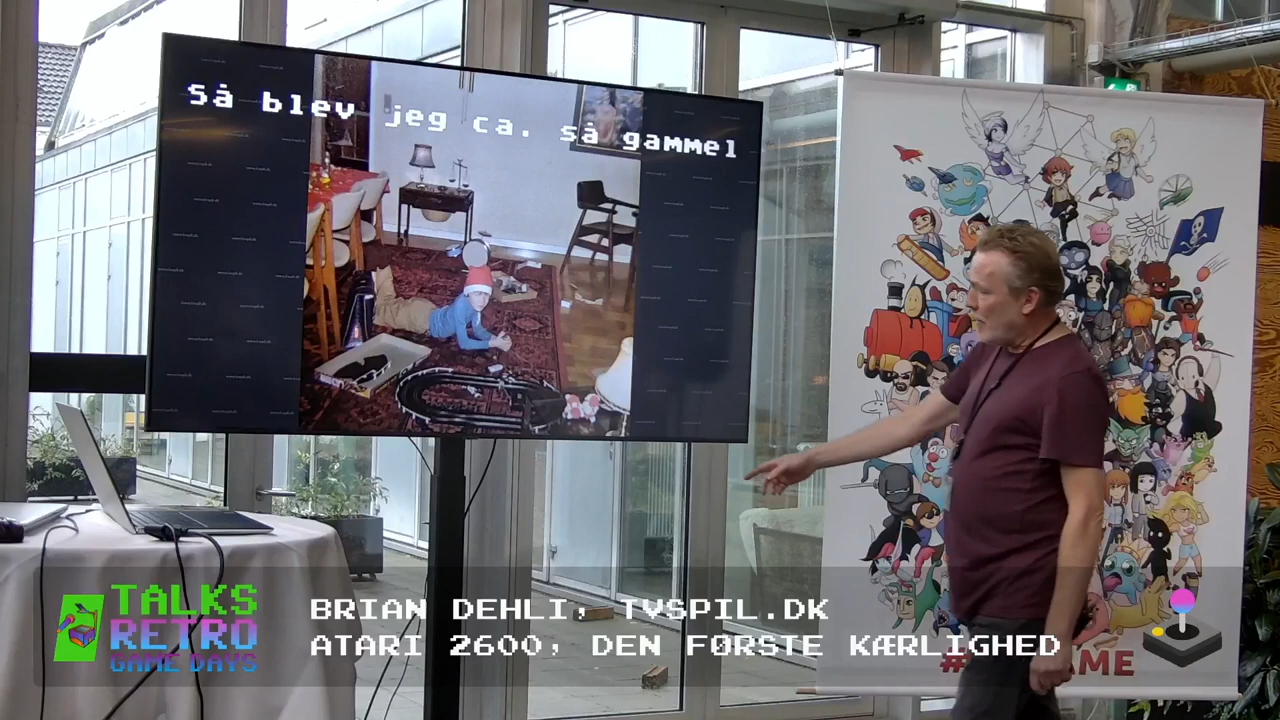 Så blev jeg ca. så gammel
TALKS
RETRO
GAME DAYS
BRIAN DEHLI, TVSPIL.DK
ATARI 2600, DEN FØRSTE KÆRLIGHED